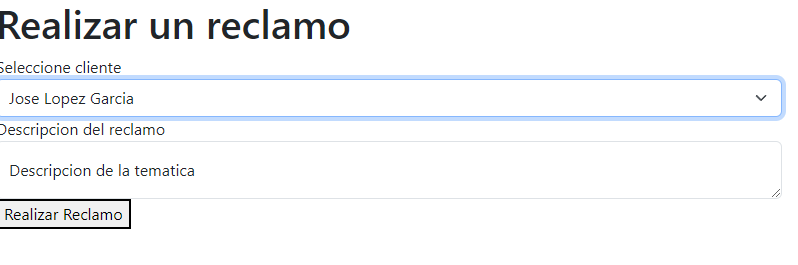 Realizar un reclamo
Seleccione cliente
Jose Lopez Garcia
Descripcion del reclamo
Descripcion de la tematica
Realizar Reclamo